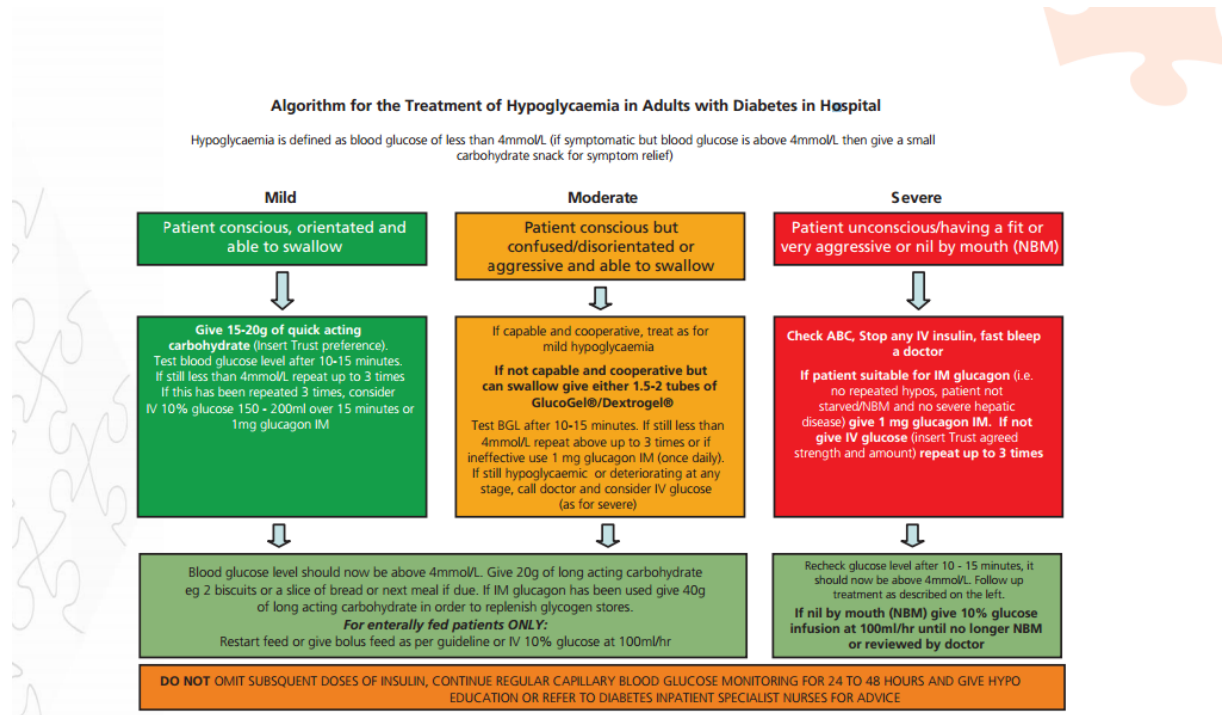 Algorithm for the Treatment of Hypoglycaemia in Adults with Diabetes in Hospital
Hypoglycaemia is defined as blood glucose of less than 4mmol/L (if symptomatic but blood glucose is above 4mmol/L then give a small
carbohydrate snack for symptom relief)
Mild
Patient conscious, orientated and
able to swallow
Give 15-20g of quick acting
carbohydrate (Insert Trust preference).
Test blood glucose level after 10-15 minutes.
If still less than 4mmol/L repeat up to 3 times
If this has been repeated 3 times, consider
IV 10% glucose 150 - 200ml over 15 minutes or
1mg glucagon IM
Moderate
Patient conscious but
confused/disorientated or
aggressive and able to swallow
If capable and cooperative, treat as for
mild hypoglycaemia
If not capable and cooperative but
can swallow give either 1.5-2 tubes of
GlucoGel®/Dextrogel®
Test BGL after 10-15 minutes. If still less than
4mmol/L repeat above up to 3 times or if
ineffective use 1 mg glucagon IM (once daily).
If still hypoglycaemic or deteriorating at any
stage, call doctor and consider IV glucose
(as for severe)
Severe
Patient unconscious/having a fit or
very aggressive or nil by mouth (NBM)
Check ABC, Stop any IV insulin, fast bleep
a doctor
If patient suitable for IM glucagon (i.e.
no repeated hypos, patient not
starved/NBM and no severe hepatic
disease) give 1 mg glucagon IM. If not
give IV glucose (insert Trust agreed
strength and amount) repeat up to 3 times
Blood glucose level should now be above 4mmol/L. Give 20g of long acting carbohydrate
eg 2 biscuits or a slice of bread or next meal if due. If IM glucagon has been used give 40g
of long acting carbohydrate in order to replenish glycogen stores.
For enterally fed patients ONLY:
Restart feed or give bolus feed as per guideline or IV 10% glucose at 100ml/hr
Recheck glucose level after 10 - 15 minutes, it
should now be above 4mmol/L. Follow up
treatment as described on the left.
If nil by mouth (NBM) give 10% glucose
infusion at 100ml/hr until no longer NBM
or reviewed by doctor
DO NOT OMIT SUBSQUENT DOSES OF INSULIN, CONTINUE REGULAR CAPILLARY BLOOD GLUCOSE MONITORING FOR 24 TO 48 HOURS AND GIVE HYPO
EDUCATION OR REFER TO DIABETES INPATIENT SPECIALIST NURSES FOR ADVICE